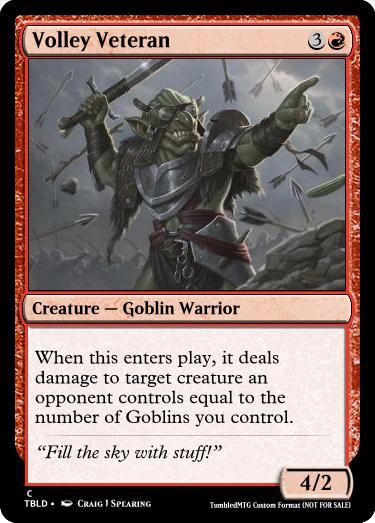 Volley Veteran 3
Creature — Goblin Warrior
When this enters play, it deals
damage to target creature an
opponent controls equal to the
number of Goblins you control.
“Fill the sky with stuff!”
4/2
C
TBLD • Craig J Spearing
TumbledMTG Custom Format (NOT FOR SALE)